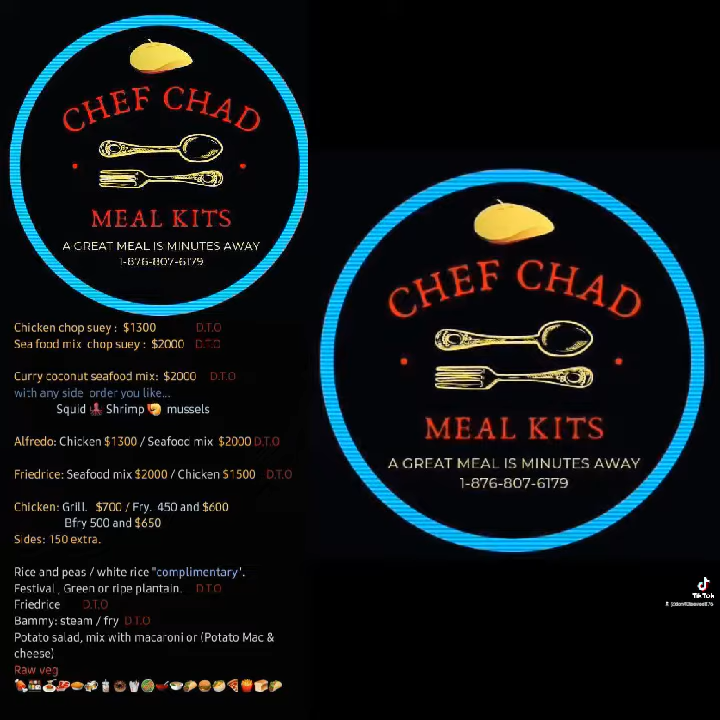 CHEF CHAD
MEAL KITS
A GREAT MEAL IS MINUTES AWAY
1-876-807-6179
Chicken chop suey : $1300 D.T.O
Sea food mix chop suey : $2000 D.T.O
Curry coconut seafood mix: $2000 D.T.O
with any side order you like...
Squid 🦑 Shrimp 🍤 mussels
Alfredo: Chicken $1300 / Seafood mix $2000 D.T.O
Friedrice: Seafood mix $2000 / Chicken $1500 D.T.O
Chicken: Grill. $700 / Fry. 450 and $600
Bfry 500 and $650
Sides: 150 extra.
Rice and peas / white rice "complimentary".
Festival , Green or ripe plantain. D.T.O
Friedrice D.T.O
Bammy: steam / fry D.T.O
Potato salad, mix with macaroni or (Potato Mac &
cheese)
Raw veg
CHEF CHAD
MEAL KITS
A GREAT MEAL IS MINUTES AWAY
1-876-807-6179
TikTok